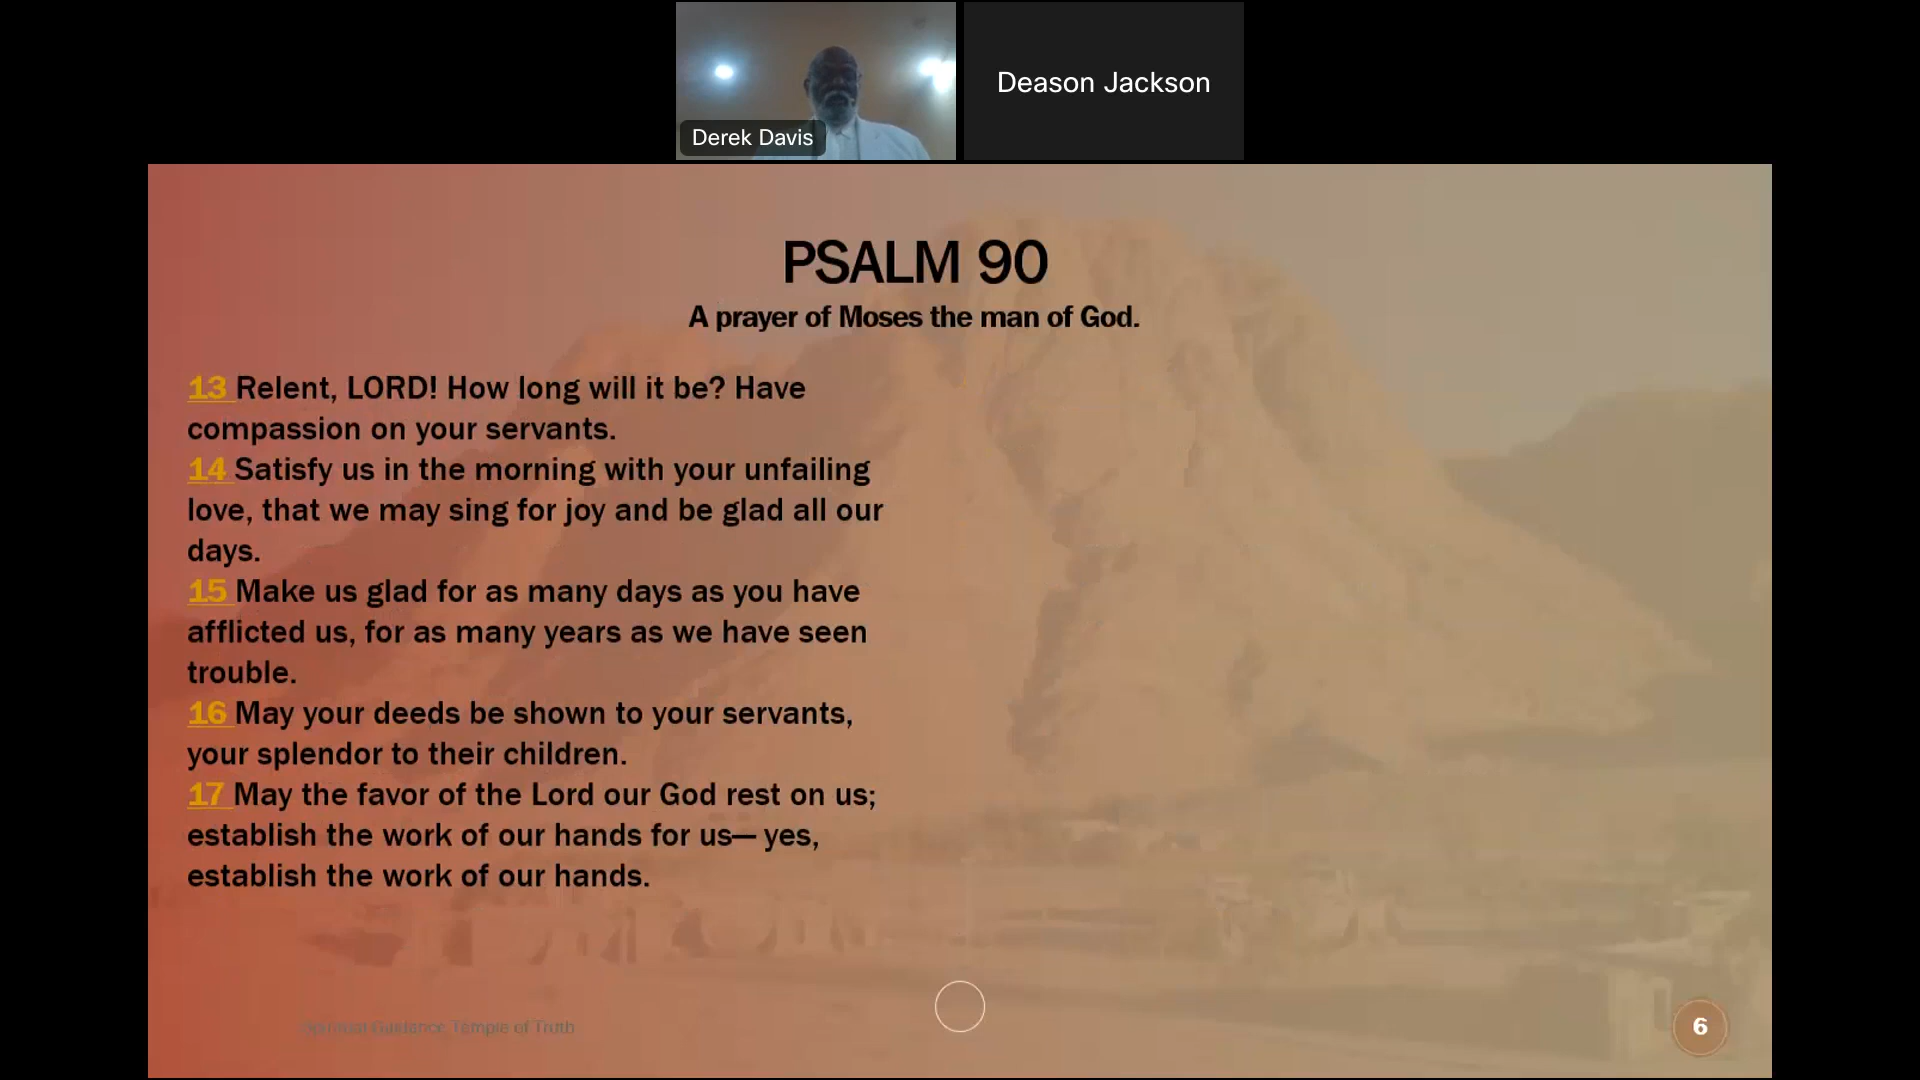 Derek Davis
Deason Jackson
PSALM 90
A prayer of Moses the man of God.
13 Relent, LORD! How long will it be? Have
compassion on your servants.
14 Satisfy us in the morning with your unfailing
love, that we may sing for joy and be glad all our
days.
15 Make us glad for as many days as you have
afflicted us, for as many years as we have seen
trouble.
16 May your deeds be shown to your servants,
your splendor to their children.
17 May the favor of the Lord our God rest on us;
establish the work of our hands for us— yes,
establish the work of our hands.
Spiritual Guidance Temple of Truth
6